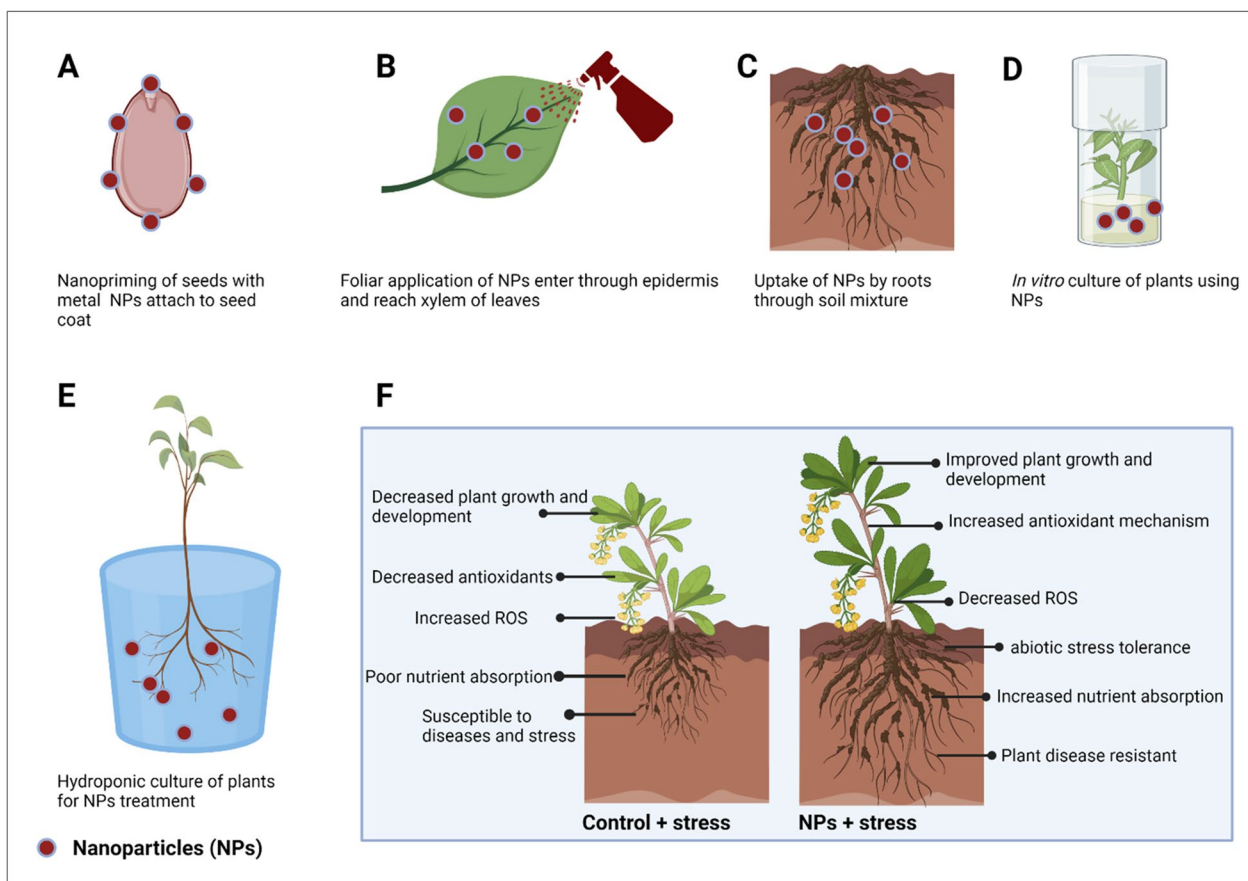 A
B
C
D
Nanopriming of seeds with
metal NPs attach to seed
coat
Foliar application of NPs enter through epidermis
and reach xylem of leaves
Uptake of NPs by roots
through soil mixture
In vitro culture of plants using
NPs
E
Hydroponic culture of plants
for NPs treatment
Nanoparticles (NPs)
F
Decreased plant growth and
development
Decreased antioxidants
Increased ROS
Poor nutrient absorption
Susceptible to
diseases and stress
Control + stress
Improved plant growth and
development
Increased antioxidant mechanism
Decreased ROS
abiotic stress tolerance
Increased nutrient absorption
Plant disease resistant
NPs + stress